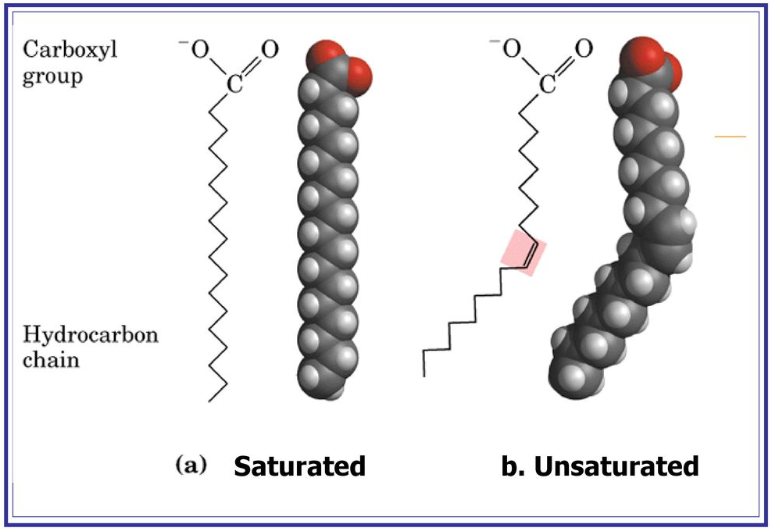 Carboxyl
group
⁻O
O
C
⁻O
O
C
Hydrocarbon
chain
(a) Saturated
b. Unsaturated